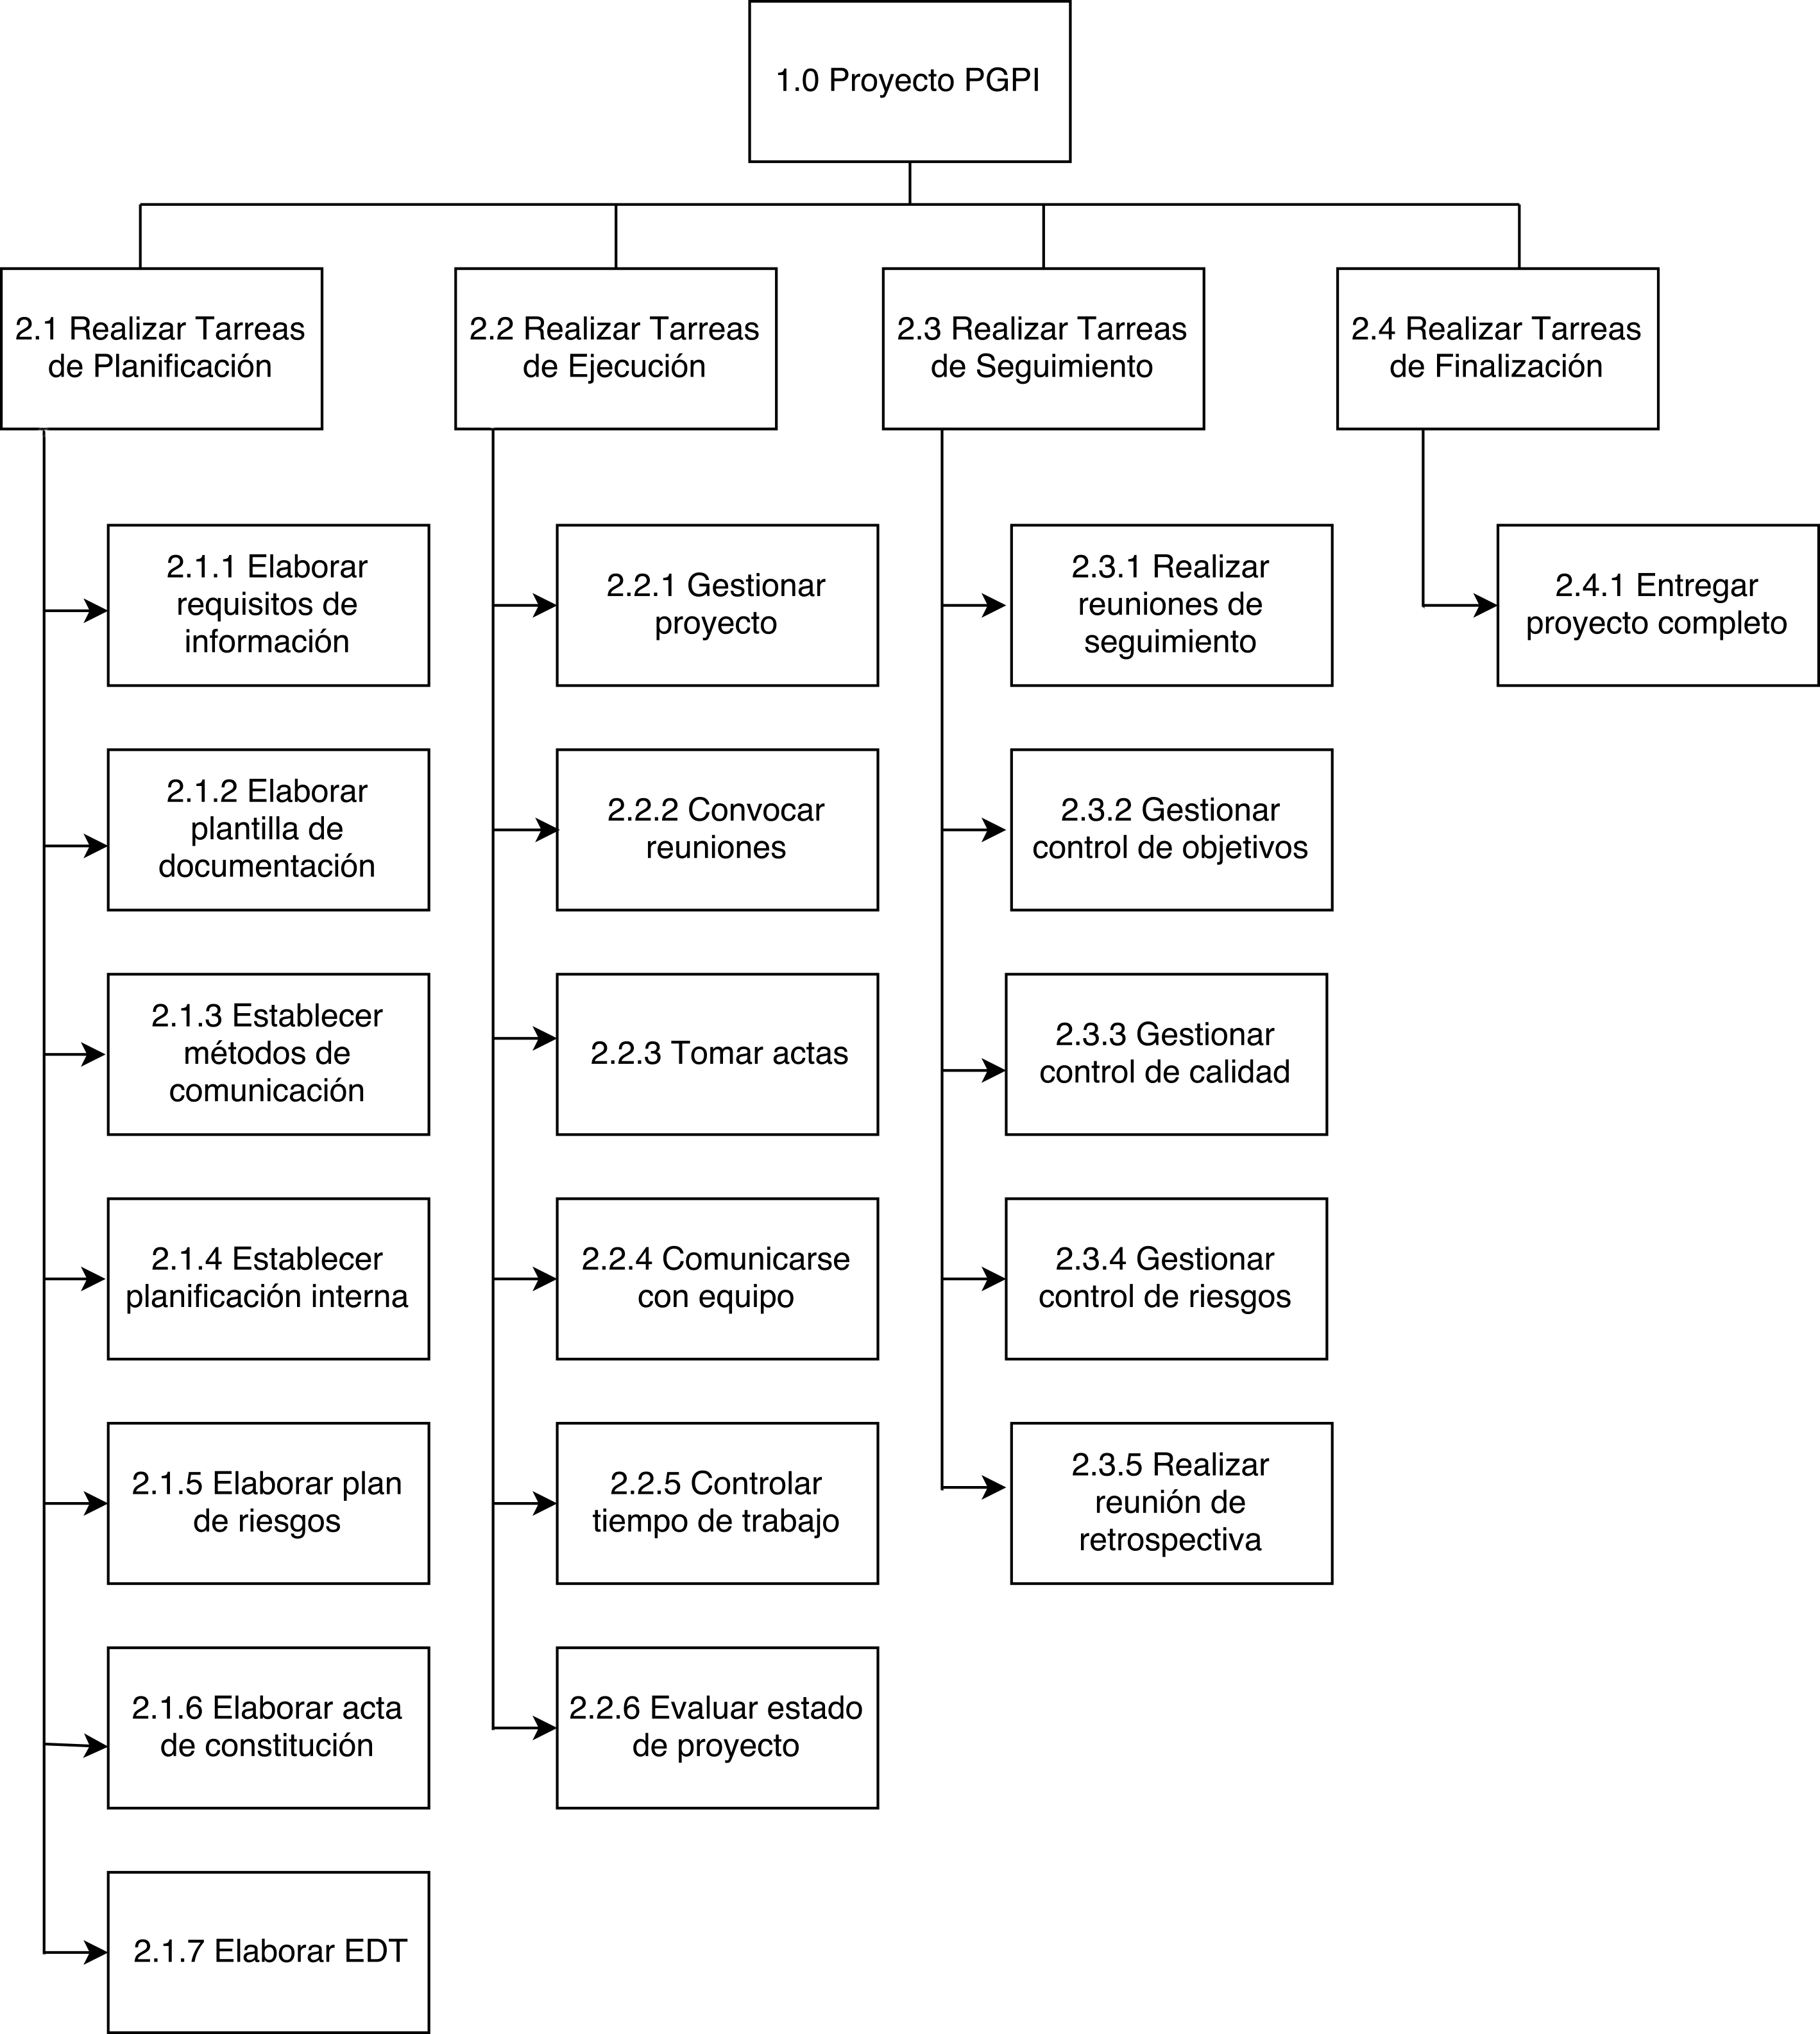 1.0 Proyecto PGPI
2.1 Realizar Tarreas
de Planificación
2.2 Realizar Tarreas
de Ejecución
2.3 Realizar Tarreas
de Seguimiento
2.4 Realizar Tarreas
de Finalización
2.1.1 Elaborar
requisitos de
información
2.1.2 Elaborar
plantilla de
documentación
2.1.3 Establecer
métodos de
comunicación
2.1.4 Establecer
planificación interna
2.1.5 Elaborar plan
de riesgos
2.1.6 Elaborar acta
de constitución
2.1.7 Elaborar EDT
2.2.1 Gestionar
proyecto
2.2.2 Convocar
reuniones
2.2.3 Tomar actas
2.2.4 Comunicarse
con equipo
2.2.5 Controlar
tiempo de trabajo
2.2.6 Evaluar estado
de proyecto
2.3.1 Realizar
reuniones de
seguimiento
2.3.2 Gestionar
control de objetivos
2.3.3 Gestionar
control de calidad
2.3.4 Gestionar
control de riesgos
2.3.5 Realizar
reunión de
retrospectiva
2.4.1 Entregar
proyecto completo